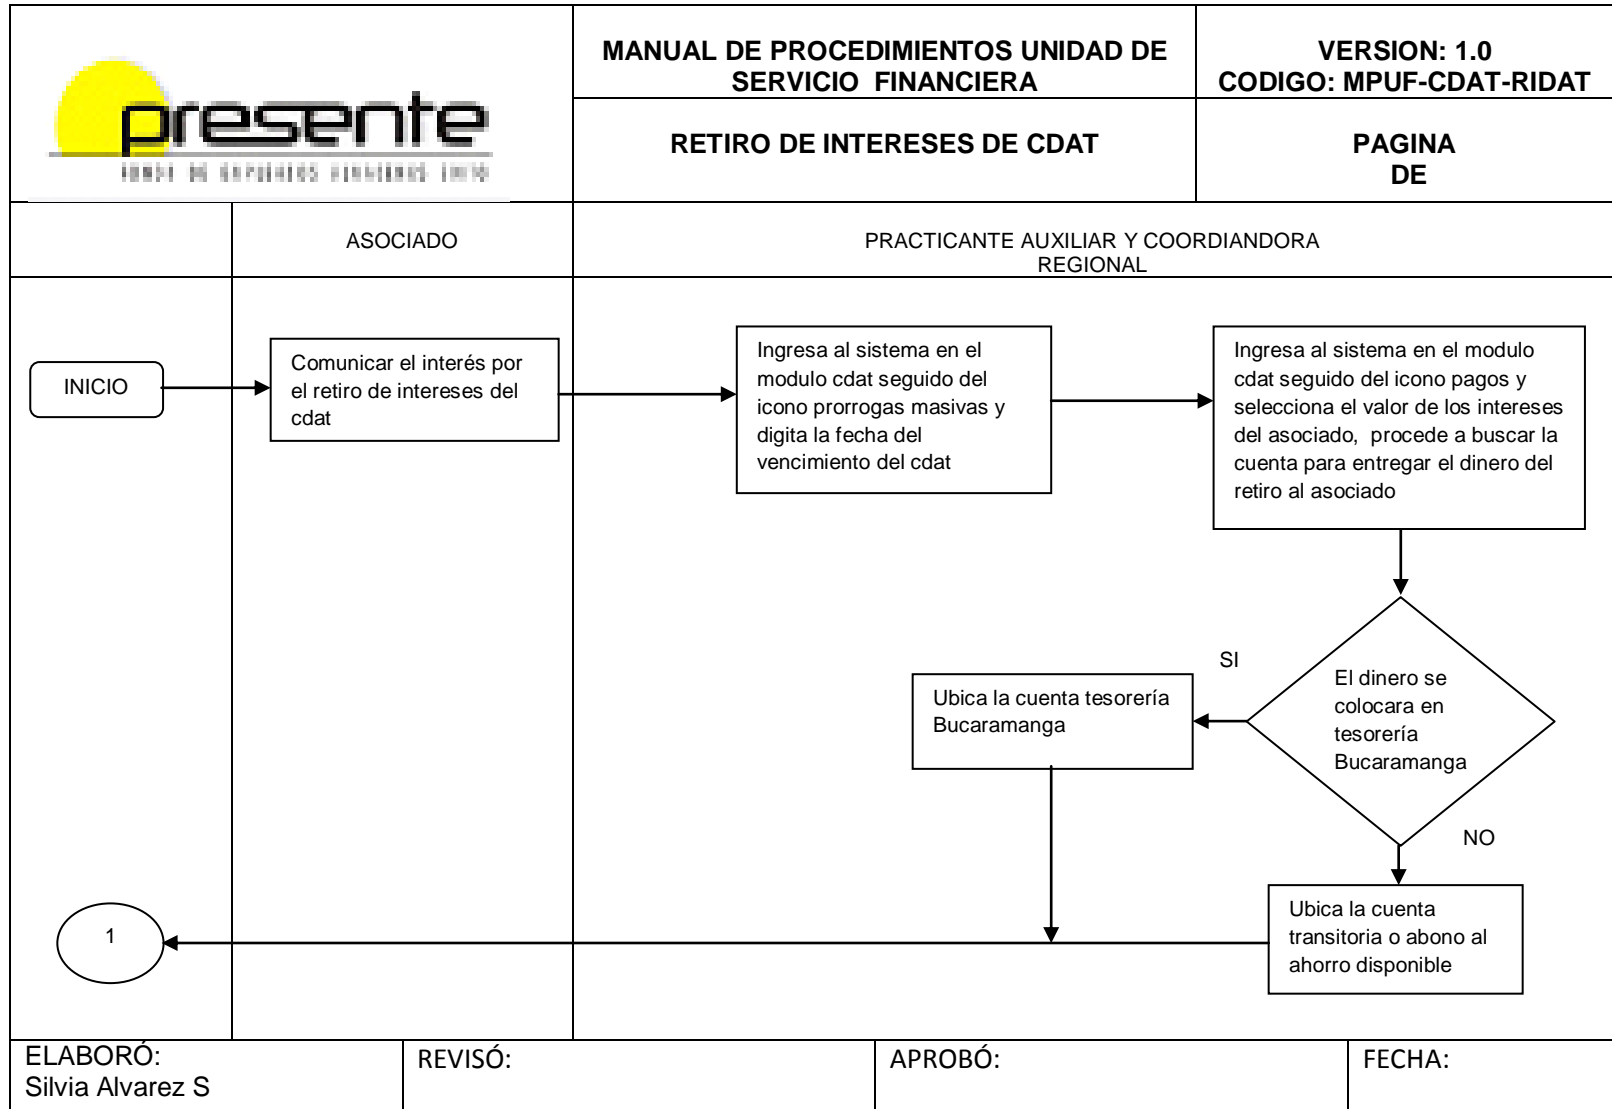 presente
MANUAL DE PROCEDIMIENTOS UNIDAD DE
SERVICIO FINANCIERA
VERSION: 1.0
CODIGO: MPUF-CDAT-RIDAT
RETIRO DE INTERESES DE CDAT
PAGINA
DE
ASOCIADO
PRACTICANTE AUXILIAR Y COORDIANDORA
REGIONAL
INICIO
Comunicar el interés por
el retiro de intereses del
cdat
Ingresa al sistema en el
modulo cdat seguido del
icono prorrogas masivas y
digita la fecha del
vencimiento del cdat
Ingresa al sistema en el modulo
cdat seguido del icono pagos y
selecciona el valor de los intereses
del asociado, procede a buscar la
cuenta para entregar el dinero del
retiro al asociado
SI
El dinero se
colocara en
tesorería
Bucaramanga
Ubica la cuenta tesorería
Bucaramanga
NO
Ubica la cuenta
transitoria o abono al
ahorro disponible
1
ELABORÓ:
Silvia Alvarez S
REVISÓ:
APROBÓ:
FECHA: